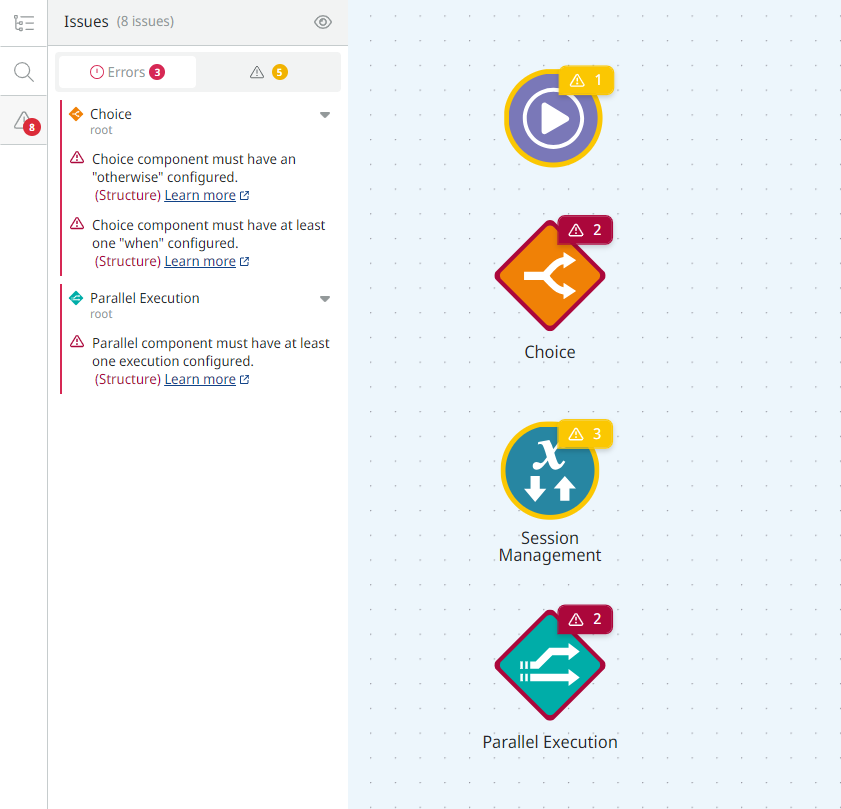 Issues (8 issues)
Errors 3
5
8
Choice
root
Choice component must have an
"otherwise" configured.
(Structure) Learn more
Choice component must have at least
one "when" configured.
(Structure) Learn more
Parallel Execution
root
Parallel component must have at least
one execution configured.
(Structure) Learn more
1
2
Choice
3
Session
Management
2
Parallel Execution